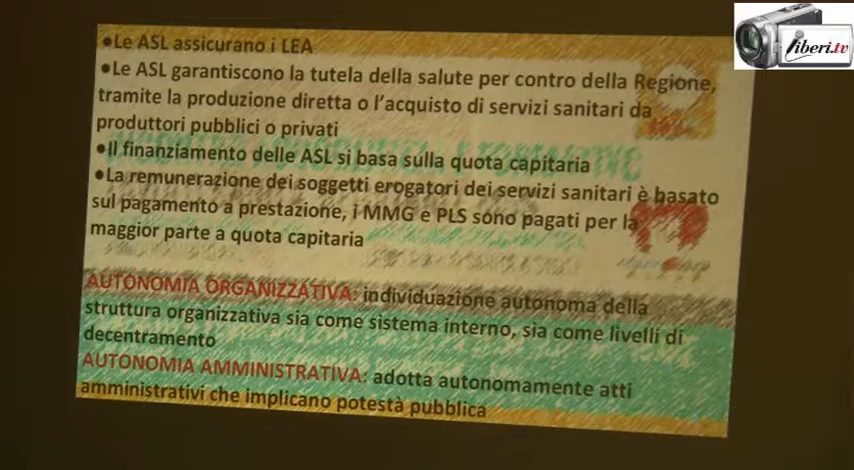 •Le ASL assicurano i LEA
•Le ASL garantiscono la tutela della salute per contro della Regione,
tramite la produzione diretta o l'acquisto di servizi sanitari da
produttori pubblici o privati
•Il finanziamento delle ASL si basa sulla quota capitaria
•La remunerazione dei soggetti erogatori dei servizi sanitari è basato
sul pagamento a prestazione, i MMG e PLS sono pagati per la
maggior parte a quota capitaria
AUTONOMIA ORGANIZZATIVA: individuazione autonoma della
struttura organizzativa sia come sistema interno, sia come livelli di
decentramento
AUTONOMIA AMMINISTRATIVA: adotta autonomamente atti
amministrativi che implicano potestà pubblica
liberi.tv